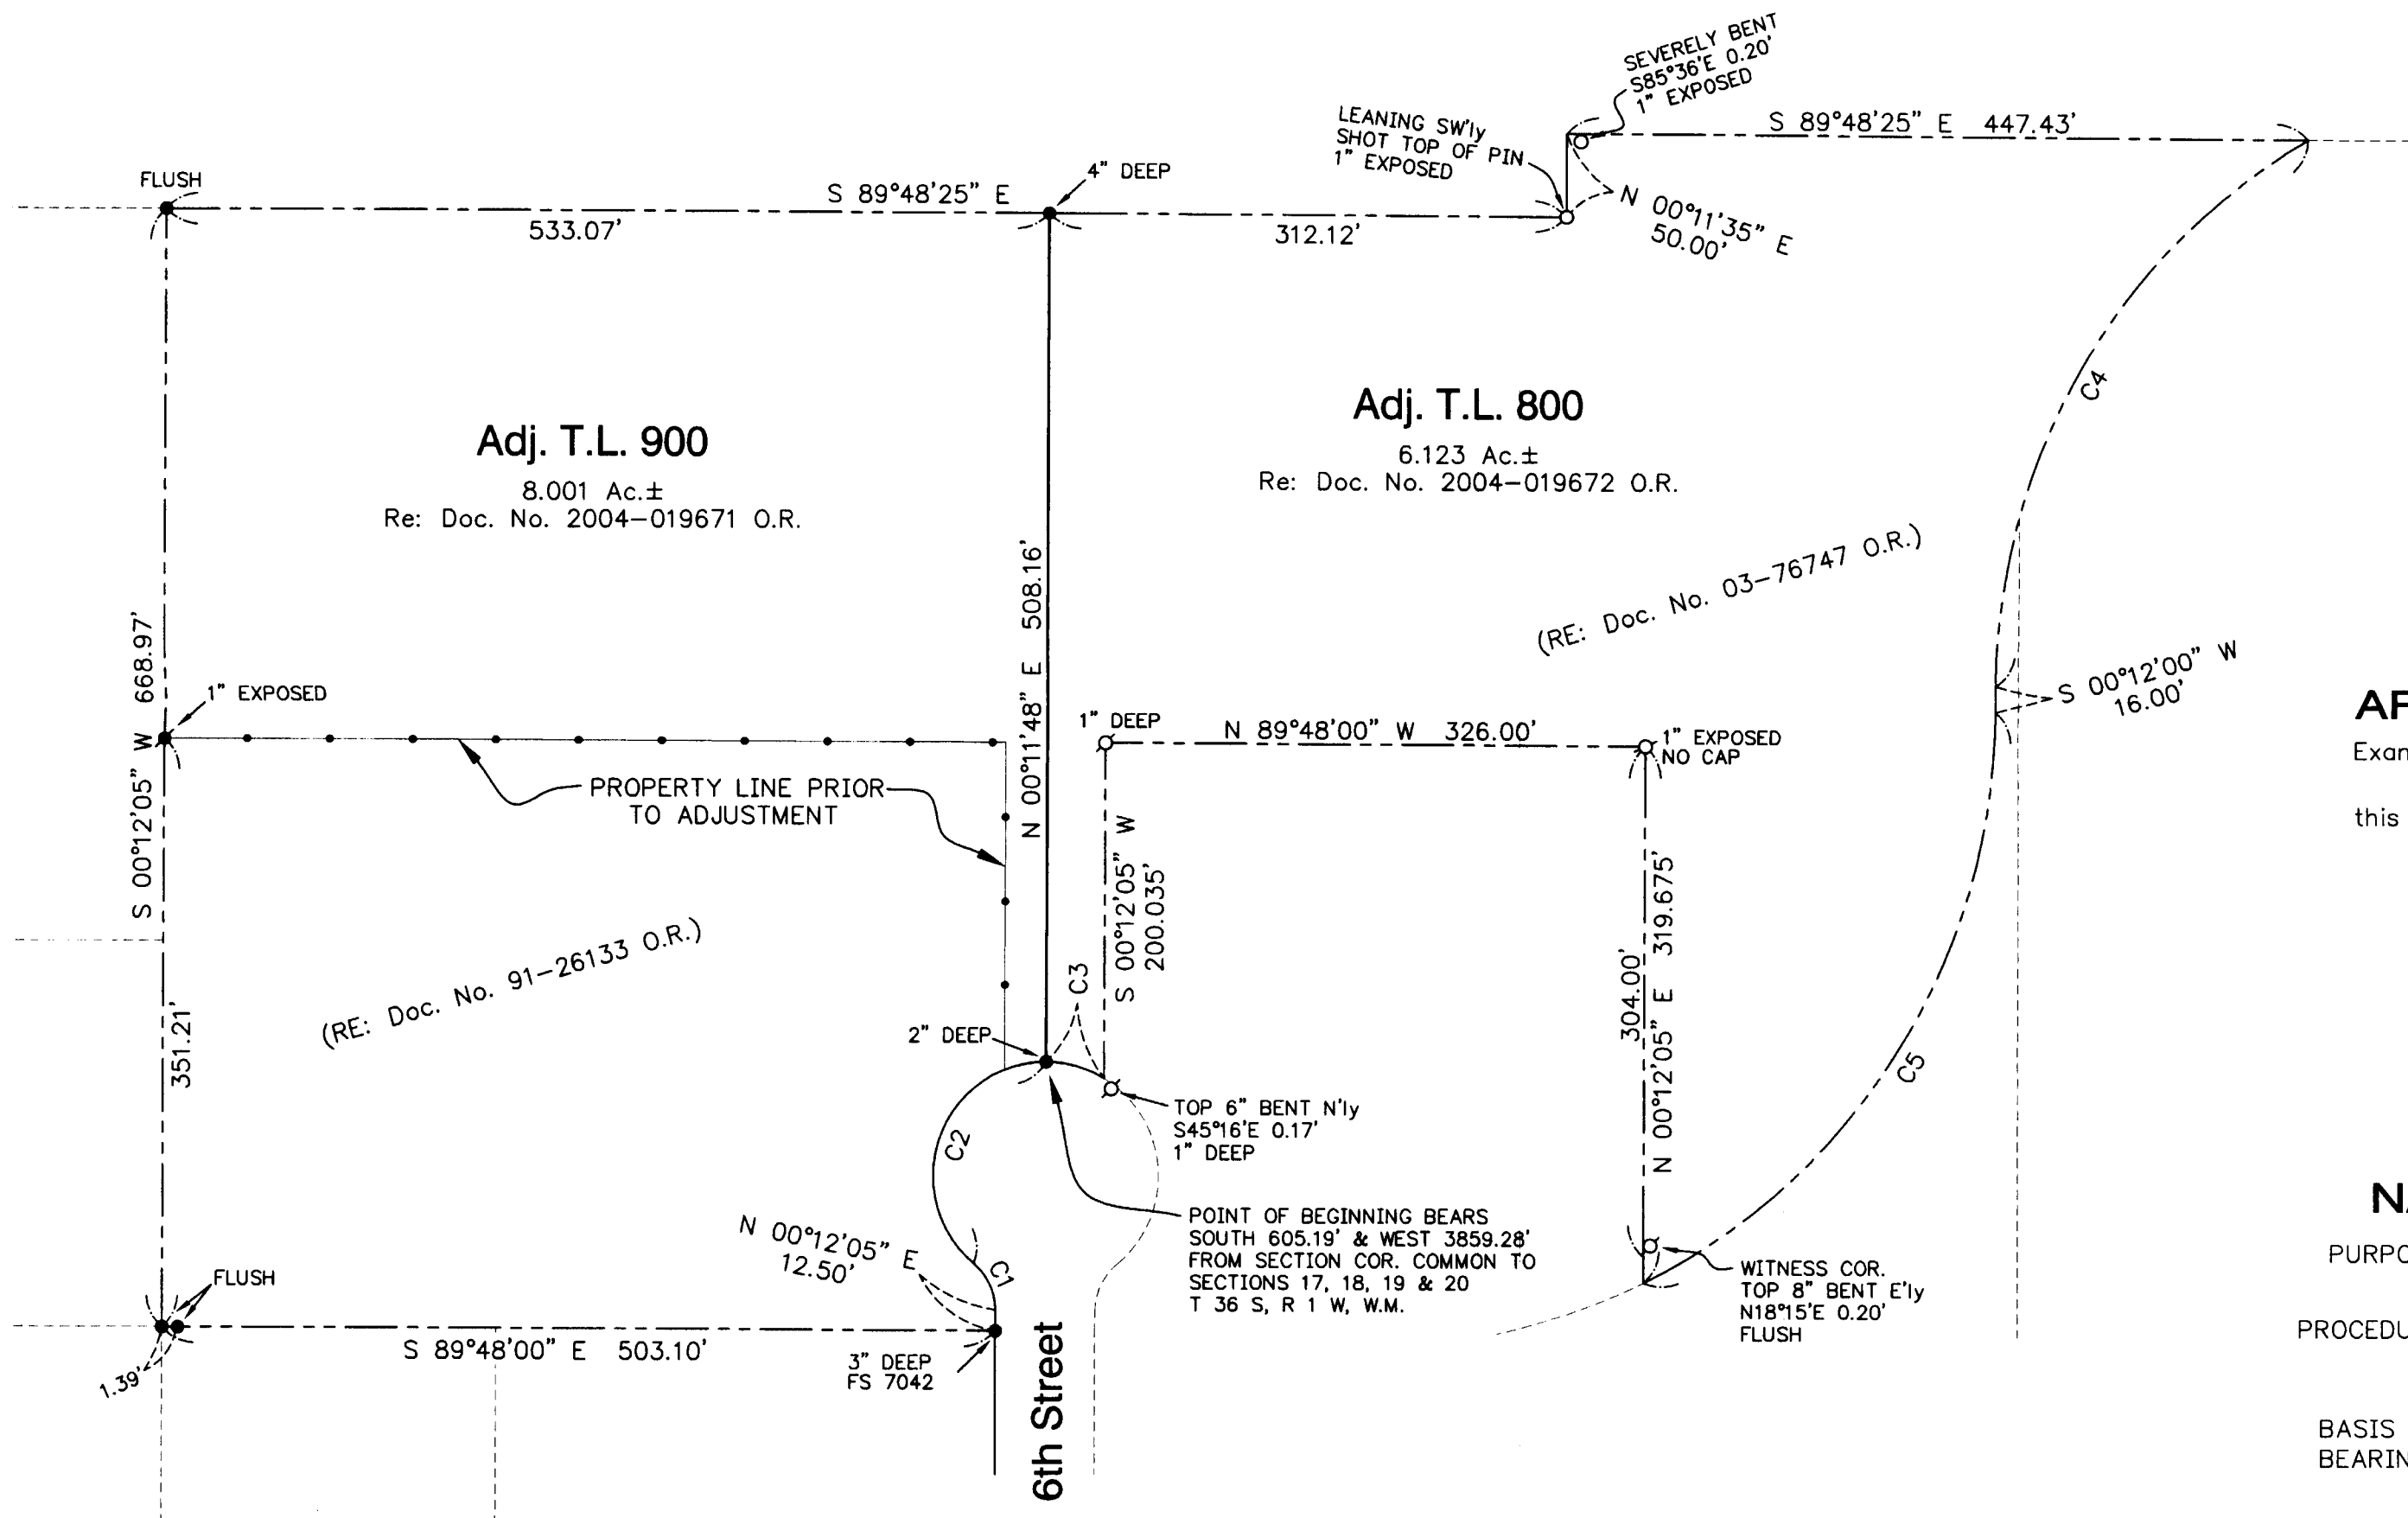 SEVERELY BENT
S85°36'E 0.20'
1" EXPOSED
LEANING SW'ly
SHOT TOP OF PIN
1" EXPOSED
S 89°48'25" E 447.43'
FLUSH
S 89°48'25" E
4" DEEP
533.07'
312.12'
N 00°11'35" E
50.00'
C4
Adj. T.L. 900
8.001 Ac.±
Re: Doc. No. 2004-019671 O.R.
Adj. T.L. 800
6.123 Ac.±
Re: Doc. No. 2004-019672 O.R.
(RE: Doc. No. 03-76747 O.R.)
S 00°12'05" W 668.97'
1" EXPOSED
N 00°11'48" E 508.16'
1" DEEP
N 89°48'00" W 326.00'
1" EXPOSED
NO CAP
S 00°12'00" W
16.00'
PROPERTY LINE PRIOR
TO ADJUSTMENT
S 00°12'05" W
200.035'
304.00'
N 00°12'05" E 319.675'
(RE: Doc. No. 91-26133 O.R.)
351.21'
C3
2" DEEP
C5
TOP 6" BENT N'ly
S45°16'E 0.17'
1" DEEP
C2
POINT OF BEGINNING BEARS
SOUTH 605.19' & WEST 3859.28'
FROM SECTION COR. COMMON TO
SECTIONS 17, 18, 19 & 20
T 36 S, R 1 W, W.M.
N 00°12'05" E
12.50'
C1
FLUSH
WITNESS COR.
TOP 8" BENT E'ly
N18°15'E 0.20'
FLUSH
S 89°48'00" E 503.10'
1.39'
3" DEEP
FS 7042
6th Street
AP
Exan
this
NA
PURPO
PROCEDU
BASIS
BEARIN